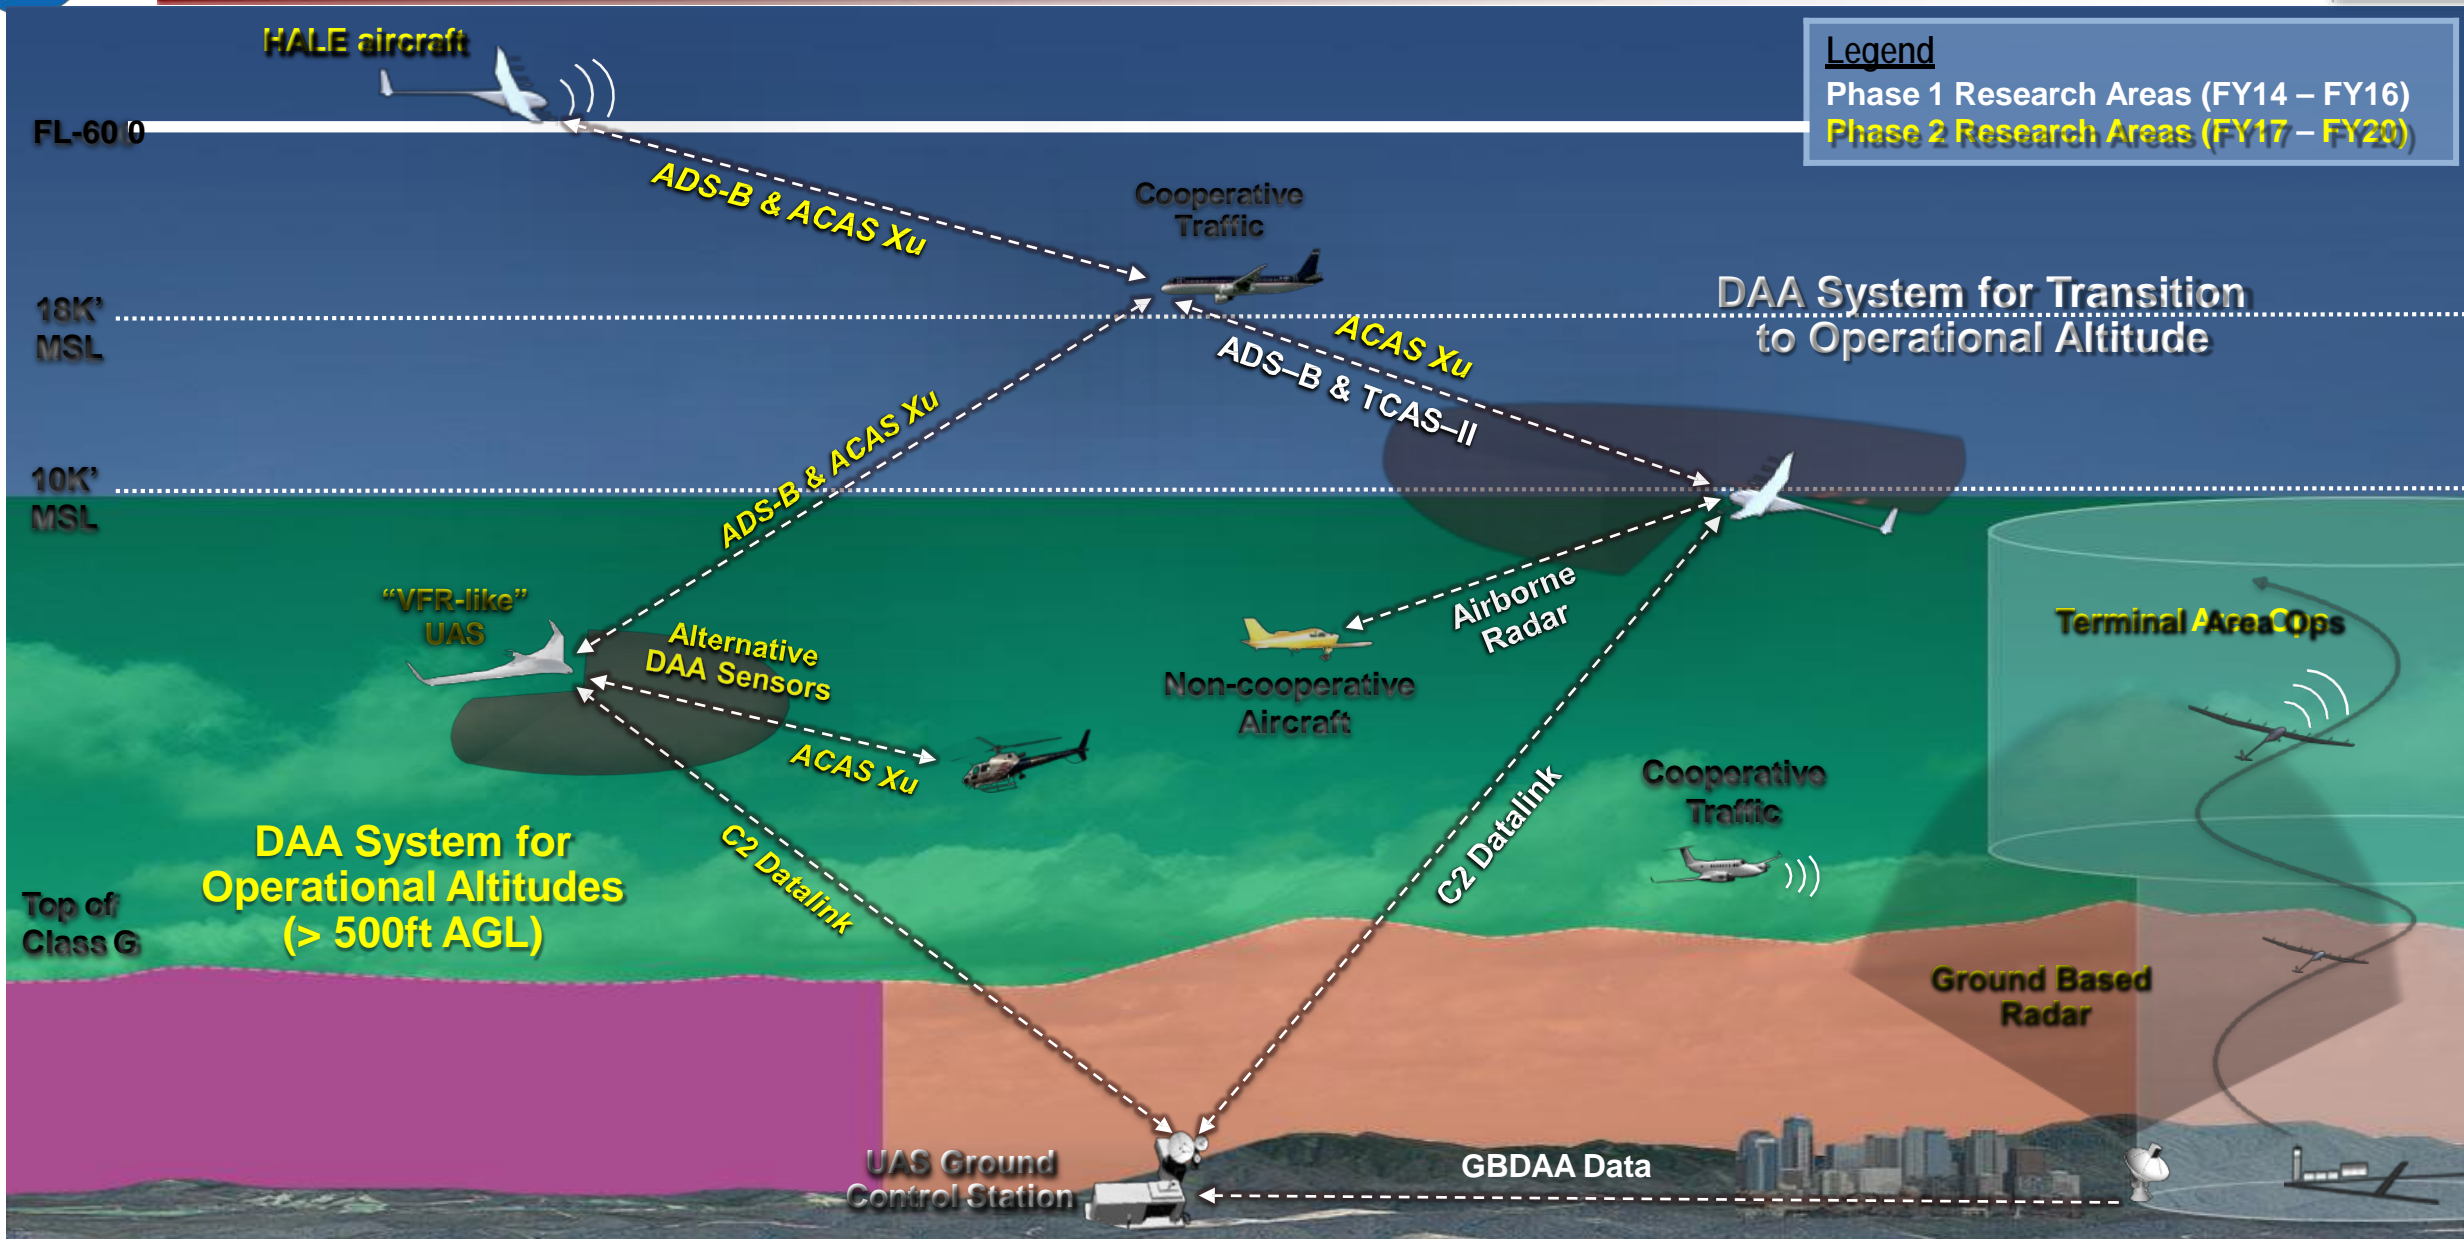 HALE aircraft
Legend
Phase 1 Research Areas (FY14 – FY16)
Phase 2 Research Areas (FY17 – FY20)
FL-600
ADS-B & ACAS Xu
Cooperative
Traffic
18K’
MSL
DAA System for Transition
to Operational Altitude
ACAS Xu
ADS–B & TCAS–II
10K’
MSL
ADS-B & ACAS Xu
“VFR-like”
UAS
Alternative
DAA Sensors
ACAS Xu
Airborne
Radar
Non-cooperative
Aircraft
Terminal Area Ops
Cooperative
Traffic
C2 Datalink
C2 Datalink
DAA System for
Operational Altitudes
(> 500ft AGL)
Top of
Class G
Ground Based
Radar
UAS Ground
Control Station
GBDAA Data